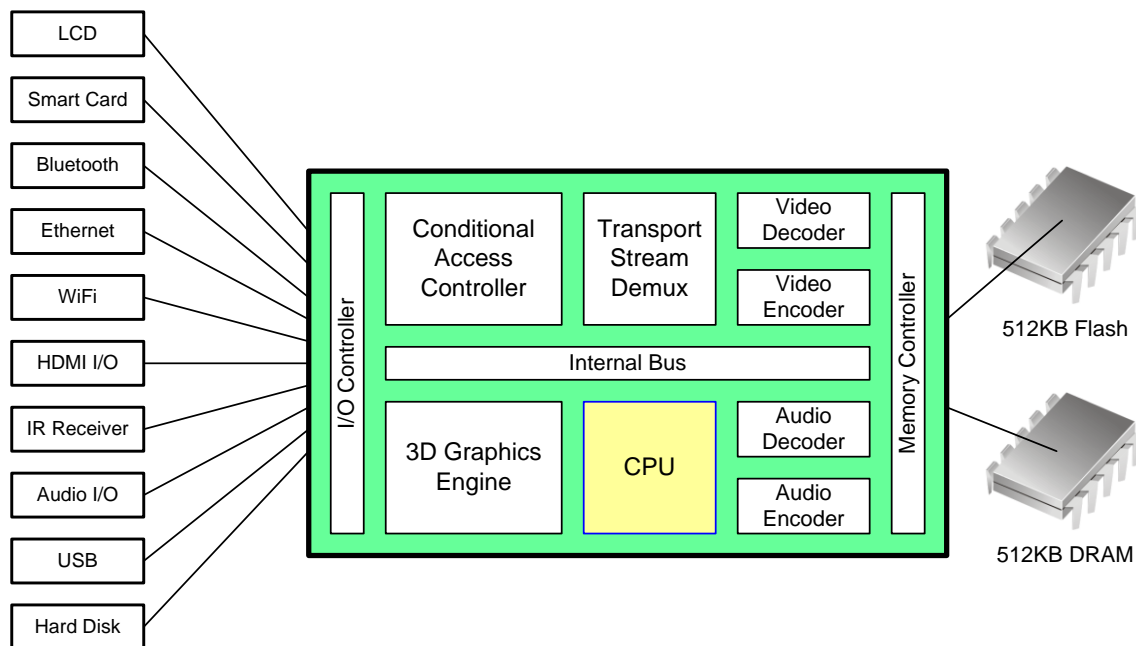 LCD
Smart Card
Bluetooth
Ethernet
WiFi
HDMI I/O
IR Receiver
Audio I/O
USB
Hard Disk
I/O Controller
Conditional
Access
Controller
Transport
Stream
Demux
Video
Decoder
Video
Encoder
Internal Bus
3D Graphics
Engine
CPU
Audio
Decoder
Audio
Encoder
Memory Controller
512KB Flash
512KB DRAM